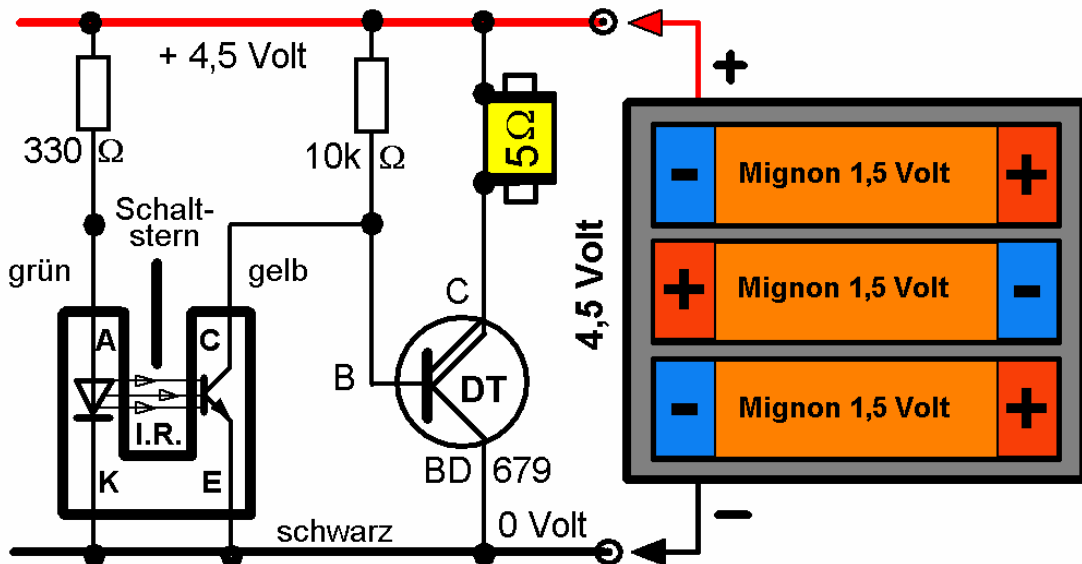 + 4,5 Volt
+
330 Ω
10k Ω
5Ω
Schalt-
stern
grün
gelb
A
C
I.R.
K
E
C
B
DT
BD 679
schwarz
0 Volt
4,5 Volt
- Mignon 1,5 Volt +
+ Mignon 1,5 Volt -
- Mignon 1,5 Volt +
−